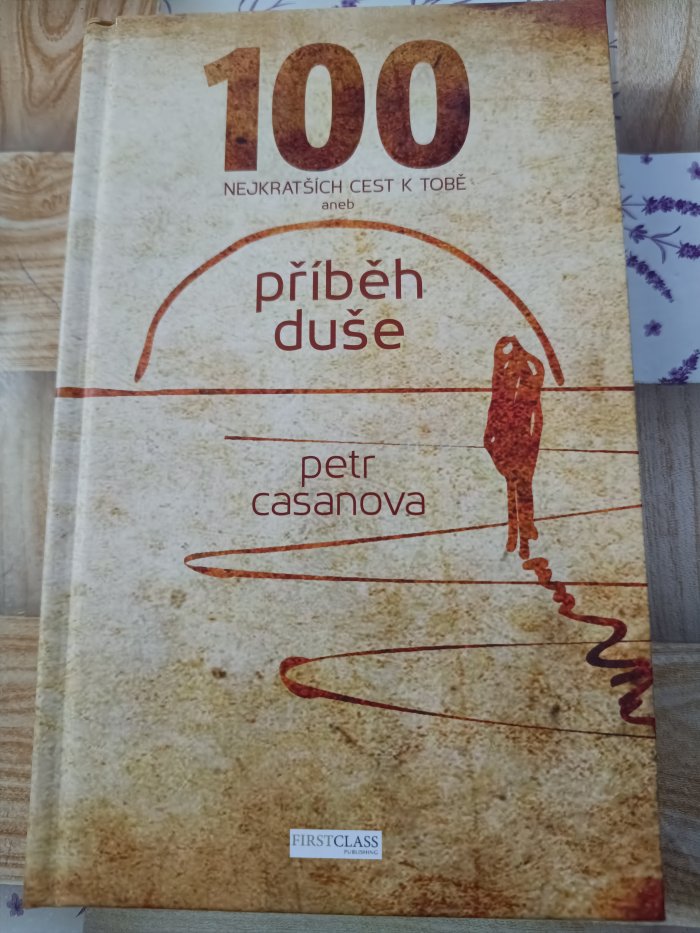 100
NEJKRATŠÍCH CEST K TOBĚ
aneb
příběh
duše
petr
casanova
FIRSTCLASS
PUBLISHING